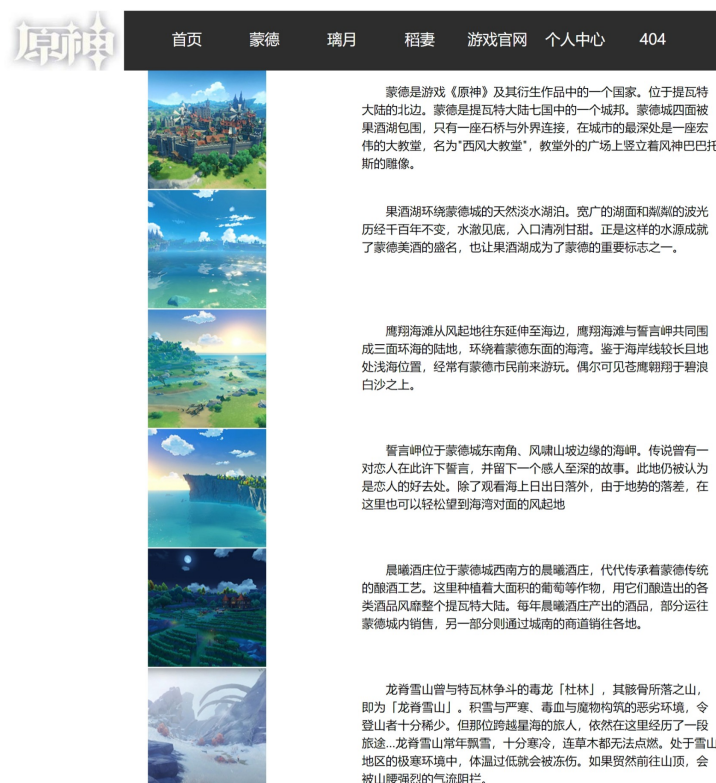 原神
首页 蒙德 璃月 稻妻 游戏官网 个人中心 404
蒙德是游戏《原神》及其衍生作品中的一个国家。位于提瓦特
大陆的北边。蒙德是提瓦特大陆七国中的一个城邦。蒙德城四面被
果酒湖包围，只有一座石桥与外界连接，在城市的最深处是一座宏
伟的大教堂，名为"西风大教堂"，教堂外的广场上竖立着风神巴巴托
斯的雕像。
果酒湖环绕蒙德城的天然淡水湖泊。宽广的湖面和粼粼的波光
历经千百年不变，水澈见底，入口清冽甘甜。正是这样的水源成就
了蒙德美酒的盛名，也让果酒湖成为了蒙德的重要标志之一。
鹰翔海滩从风起地往东延伸至海边，鹰翔海滩与誓言岬共同围
成三面环海的陆地，环绕着蒙德东面的海湾。鉴于海岸线较长且地
处浅海位置，经常有蒙德市民前来游玩。偶尔可见苍鹰翱翔于碧浪
白沙之上。
誓言岬位于蒙德城东南角、风啸山坡边缘的海岬。传说曾有一
对恋人在此许下誓言，并留下一个感人至深的故事。此地仍被认为
是恋人的好去处。除了观看海上日出日落外，由于地势的落差，在
这里也可以轻松望到海湾对面的风起地
晨曦酒庄位于蒙德城西南方的晨曦酒庄，代代传承着蒙德传统
的酿酒工艺。这里种植着大面积的葡萄等作物，用它们酿造出的各
类酒品风靡整个提瓦特大陆。每年晨曦酒庄产出的酒品，部分运往
蒙德城内销售，另一部分则通过城南的商道销往各地。
龙脊雪山曾与特瓦林争斗的毒龙「杜林」，其骸骨所落之山，
即为「龙脊雪山」。积雪与严寒、毒血与魔物构筑的恶劣环境，令
登山者十分稀少。但那位跨越星海的旅人，依然在这里经历了一段
旅途...龙脊雪山常年飘雪，十分寒冷，连草木都无法点燃。处于雪山
地区的极寒环境中，体温过低就会被冻伤。如果贸然前往山顶，会
被山腰强烈的气流阻拦。